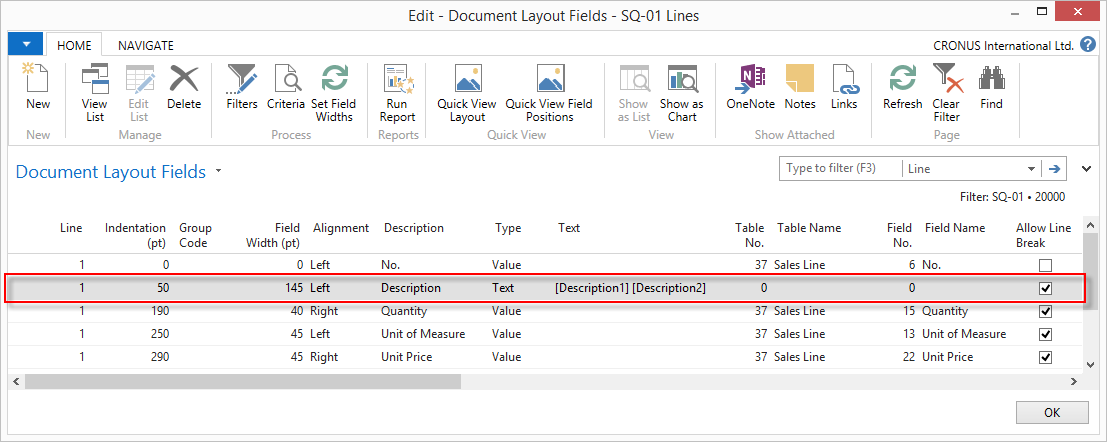 Edit - Document Layout Fields - SQ-01 Lines
HOME NAVIGATE CRONUS International Ltd.
New View List Edit List Delete Filters Criteria Set Field Widths Run Report Quick View Layout Quick View Field Positions Show as List Show as Chart OneNote Notes Links Refresh Clear Filter Find
New Manage Process Reports Quick View View Show Attached Page
Document Layout Fields Type to filter (F3) Line
Filter: SQ-01 • 20000
Line Indentation (pt) Group Code Field Width (pt) Alignment Description Type Text Table No. Table Name Field No. Field Name Allow Line Break
1 0 0 Left No. Value 37 Sales Line 6 No.
1 50 145 Left Description Text [Description1] [Description2] 0 0
1 190 40 Right Quantity Value 37 Sales Line 15 Quantity
1 250 45 Left Unit of Measure Value 37 Sales Line 13 Unit of Measure
1 290 45 Right Unit Price Value 37 Sales Line 22 Unit Price
OK